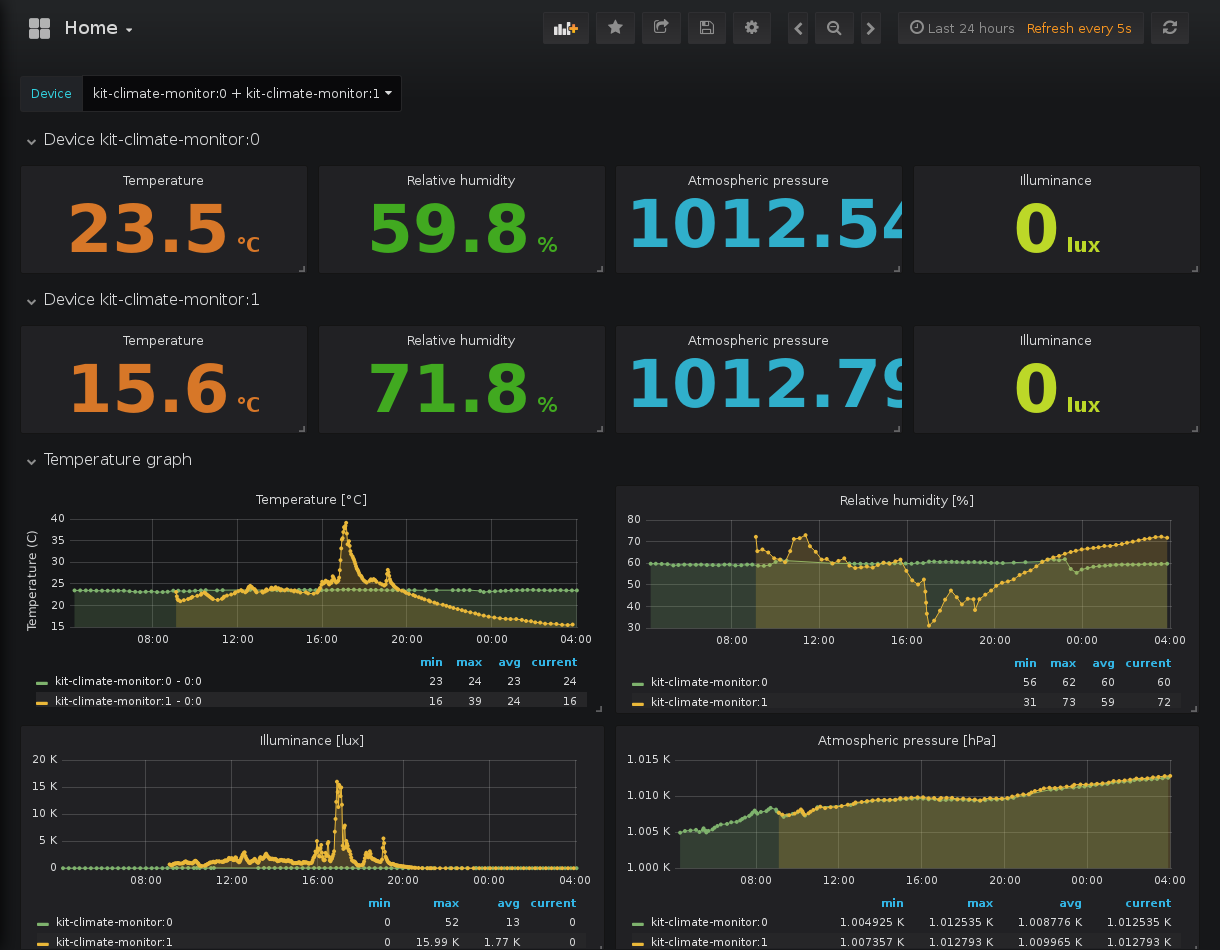 Home
Last 24 hours Refresh every 5s
Device kit-climate-monitor:0 + kit-climate-monitor:1
Device kit-climate-monitor:0
Temperature Relative humidity Atmospheric pressure Illuminance
23.5 °C 59.8 % 1012.54 0 lux
Device kit-climate-monitor:1
Temperature Relative humidity Atmospheric pressure Illuminance
15.6 °C 71.8 % 1012.79 0 lux
Temperature graph
Temperature [°C]
Temperature (C)
40
35
30
25
20
15
08:00 12:00 16:00 20:00 00:00 04:00
min max avg current
kit-climate-monitor:0 - 0:0 23 24 23 24
kit-climate-monitor:1 - 0:0 16 39 24 16
Relative humidity [%]
80
70
60
50
40
30
08:00 12:00 16:00 20:00 00:00 04:00
min max avg current
kit-climate-monitor:0 56 62 60 60
kit-climate-monitor:1 31 73 59 72
Illuminance [lux]
20 K
15 K
10 K
5 K
0
08:00 12:00 16:00 20:00 00:00 04:00
min max avg current
kit-climate-monitor:0 0 52 13 0
kit-climate-monitor:1 0 15.99 K 1.77 K 0
Atmospheric pressure [hPa]
1.015 K
1.010 K
1.005 K
1.000 K
08:00 12:00 16:00 20:00 00:00 04:00
min max avg current
kit-climate-monitor:0 1.004925 K 1.012535 K 1.008776 K 1.012535 K
kit-climate-monitor:1 1.007357 K 1.012793 K 1.009965 K 1.012793 K